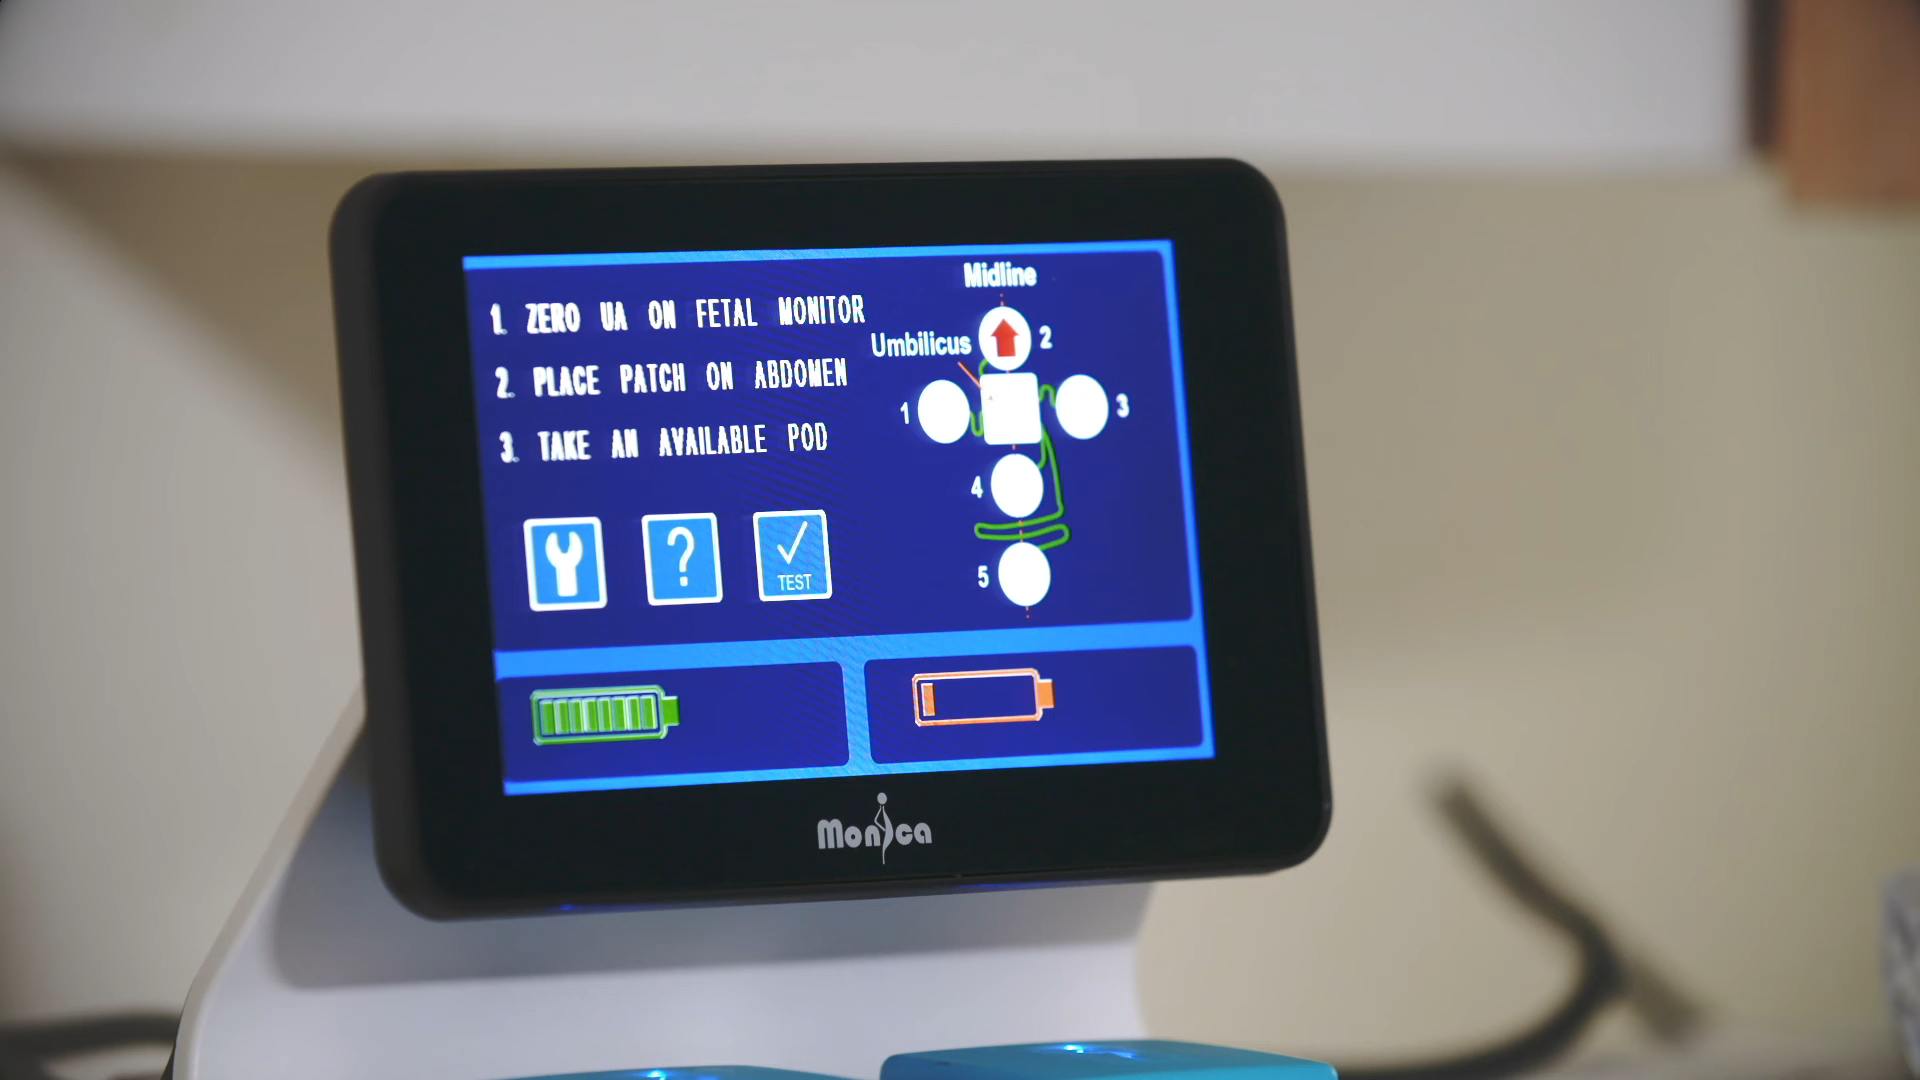 1. ZERO UA ON FETAL MONITOR
2. PLACE PATCH ON ABDOMEN
3. TAKE AN AVAILABLE POD
Midline
Umbilicus
2
1
3
4
5
?
TEST
Monica